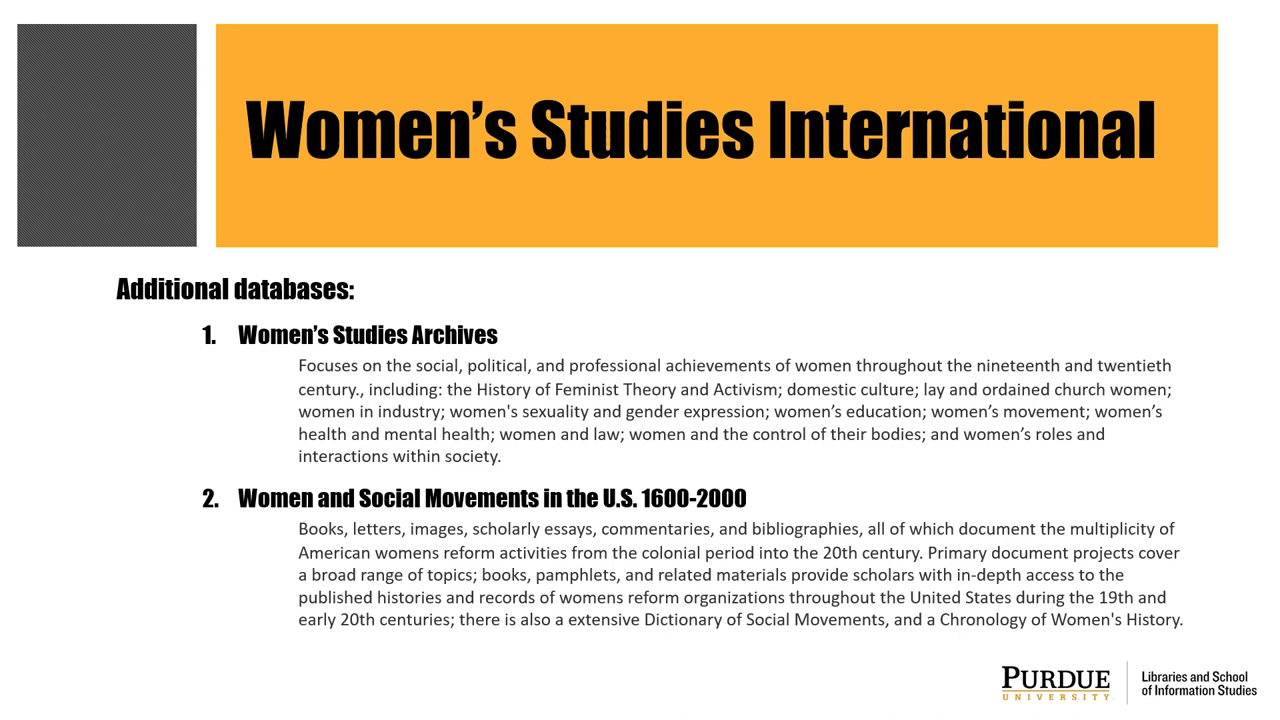 Women’s Studies International
Additional databases:
1. Women’s Studies Archives
Focuses on the social, political, and professional achievements of women throughout the nineteenth and twentieth
century., including: the History of Feminist Theory and Activism; domestic culture; lay and ordained church women;
women in industry; women's sexuality and gender expression; women’s education; women’s movement; women’s
health and mental health; women and law; women and the control of their bodies; and women’s roles and
interactions within society.
2. Women and Social Movements in the U.S. 1600-2000
Books, letters, images, scholarly essays, commentaries, and bibliographies, all of which document the multiplicity of
American womens reform activities from the colonial period into the 20th century. Primary document projects cover
a broad range of topics; books, pamphlets, and related materials provide scholars with in-depth access to the
published histories and records of womens reform organizations throughout the United States during the 19th and
early 20th centuries; there is also a extensive Dictionary of Social Movements, and a Chronology of Women's History.
PURDUE
UNIVERSITY
Libraries and School
of Information Studies